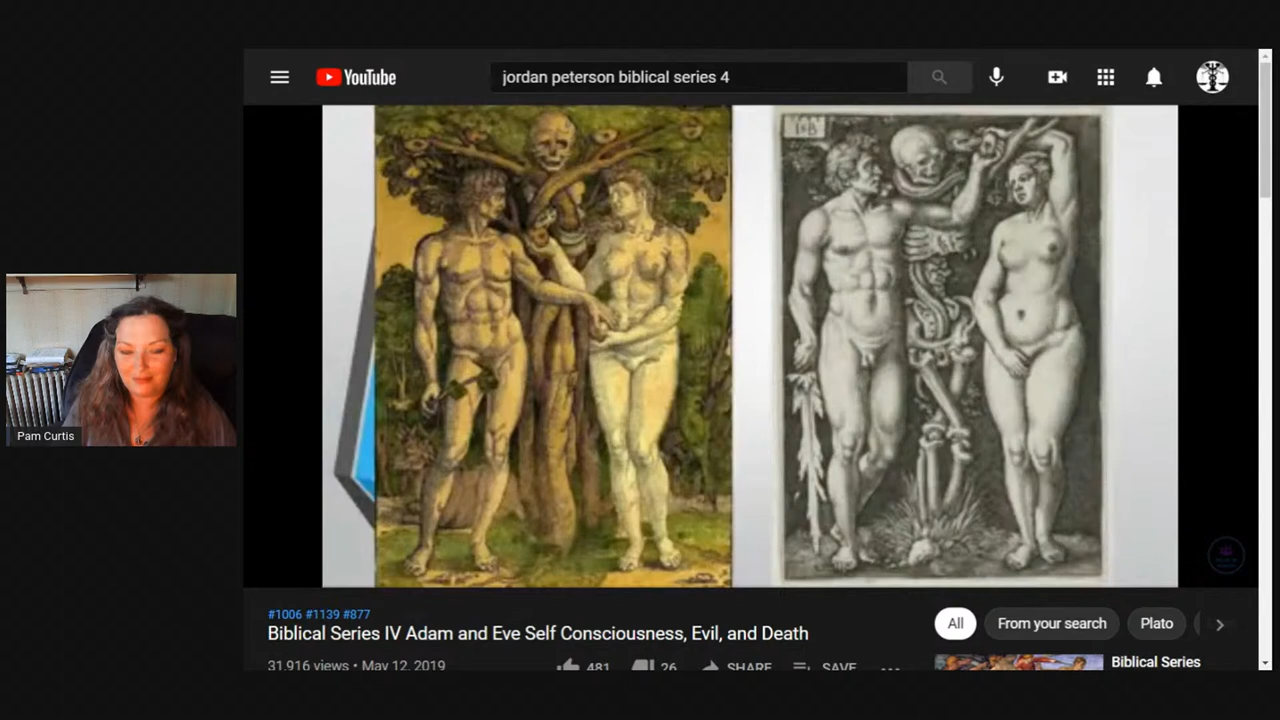 YouTube
jordan peterson biblical series 4
Pam Curtis
#1006 #1139 #877
Biblical Series IV Adam and Eve Self Consciousness, Evil, and Death
31,916 views • May 12, 2019
481
26
SHARE
SAVE
All
From your search
Plato
Biblical Series